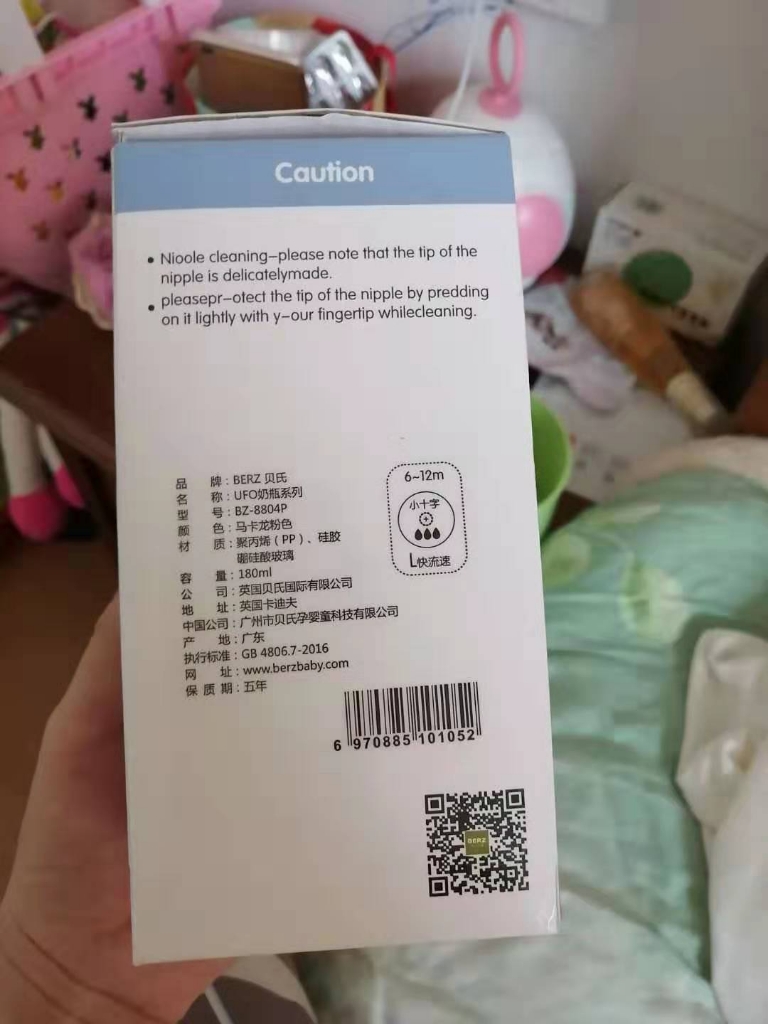 Caution
• Nioole cleaning–please note that the tip of the
nipple is delicatelymade.
• pleasepr–otect the tip of the nipple by predding
on it lightly with y–our fingertip whilecleaning.
品 牌：BERZ 贝氏
名 称：UFO奶瓶系列
型 号：BZ-8804P
颜 色：马卡龙粉色
材 质：聚丙烯（PP）、硅胶
硼硅酸玻璃
容 量：180ml
公 司：英国贝氏国际有限公司
地 址：英国卡迪夫
中国公司：广州市贝氏孕婴童科技有限公司
产 地：广东
执行标准：GB 4806.7-2016
网 址：www.berzbaby.com
保 质 期：五年
6~12m
小十字
L快流速
6 970885 101052
BERZ